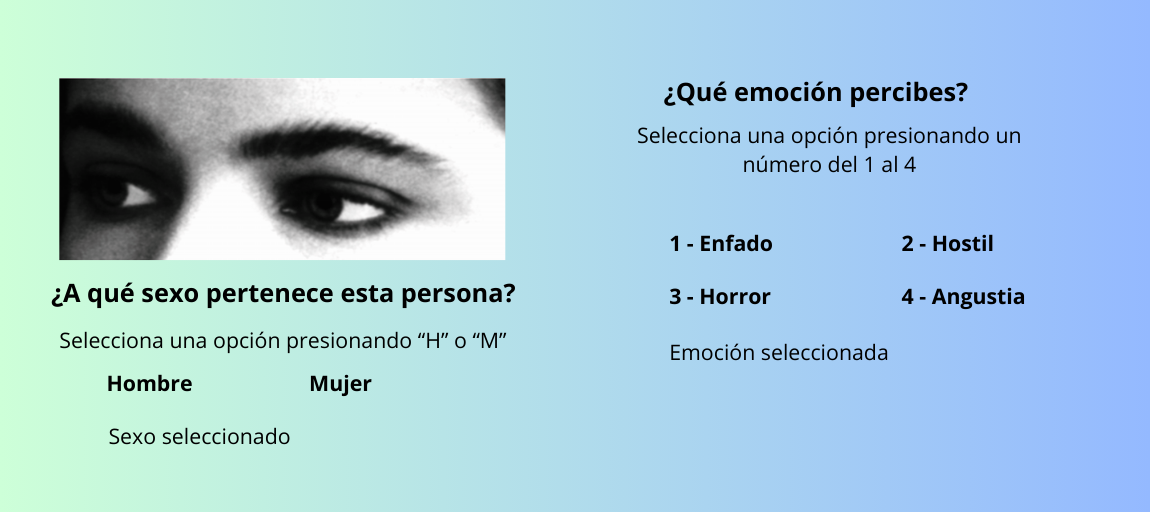 ¿A qué sexo pertenece esta persona?
Selecciona una opción presionando “H” o “M”
Hombre Mujer
Sexo seleccionado
¿Qué emoción percibes?
Selecciona una opción presionando un
número del 1 al 4
1 - Enfado 2 - Hostil
3 - Horror 4 - Angustia
Emoción seleccionada